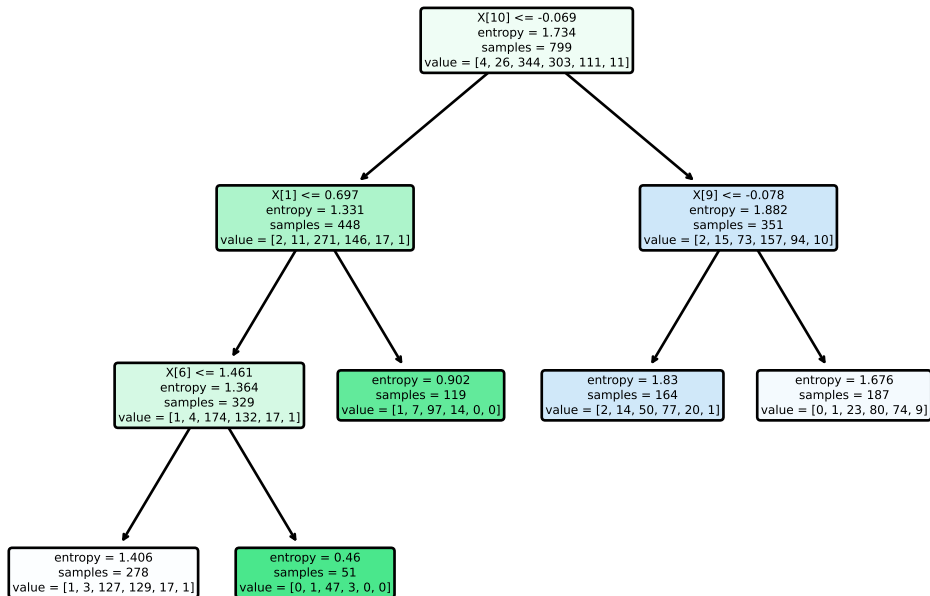 X[10] <= -0.069
entropy = 1.734
samples = 799
value = [4, 26, 344, 303, 111, 11]
X[1] <= 0.697
entropy = 1.331
samples = 448
value = [2, 11, 271, 146, 17, 1]
X[9] <= -0.078
entropy = 1.882
samples = 351
value = [2, 15, 73, 157, 94, 10]
X[6] <= 1.461
entropy = 1.364
samples = 329
value = [1, 4, 174, 132, 17, 1]
entropy = 0.902
samples = 119
value = [1, 7, 97, 14, 0, 0]
entropy = 1.83
samples = 164
value = [2, 14, 50, 77, 20, 1]
entropy = 1.676
samples = 187
value = [0, 1, 23, 80, 74, 9]
entropy = 1.406
samples = 278
value = [1, 3, 127, 129, 17, 1]
entropy = 0.46
samples = 51
value = [0, 1, 47, 3, 0, 0]